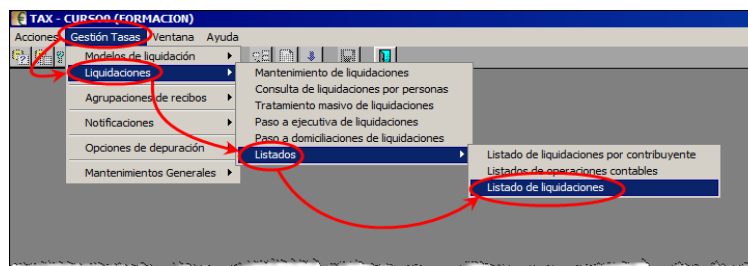 TAX - CURSO0 (FORMACION)
Acciones Gestión Tasas Ventana Ayuda
Modelos de liquidación
Liquidaciones
Agrupaciones de recibos
Notificaciones
Opciones de depuración
Mantenimientos Generales
Mantenimiento de liquidaciones
Consulta de liquidaciones por personas
Tratamiento masivo de liquidaciones
Paso a ejecutiva de liquidaciones
Paso a domiciliaciones de liquidaciones
Listados
Listado de liquidaciones por contribuyente
Listados de operaciones contables
Listado de liquidaciones